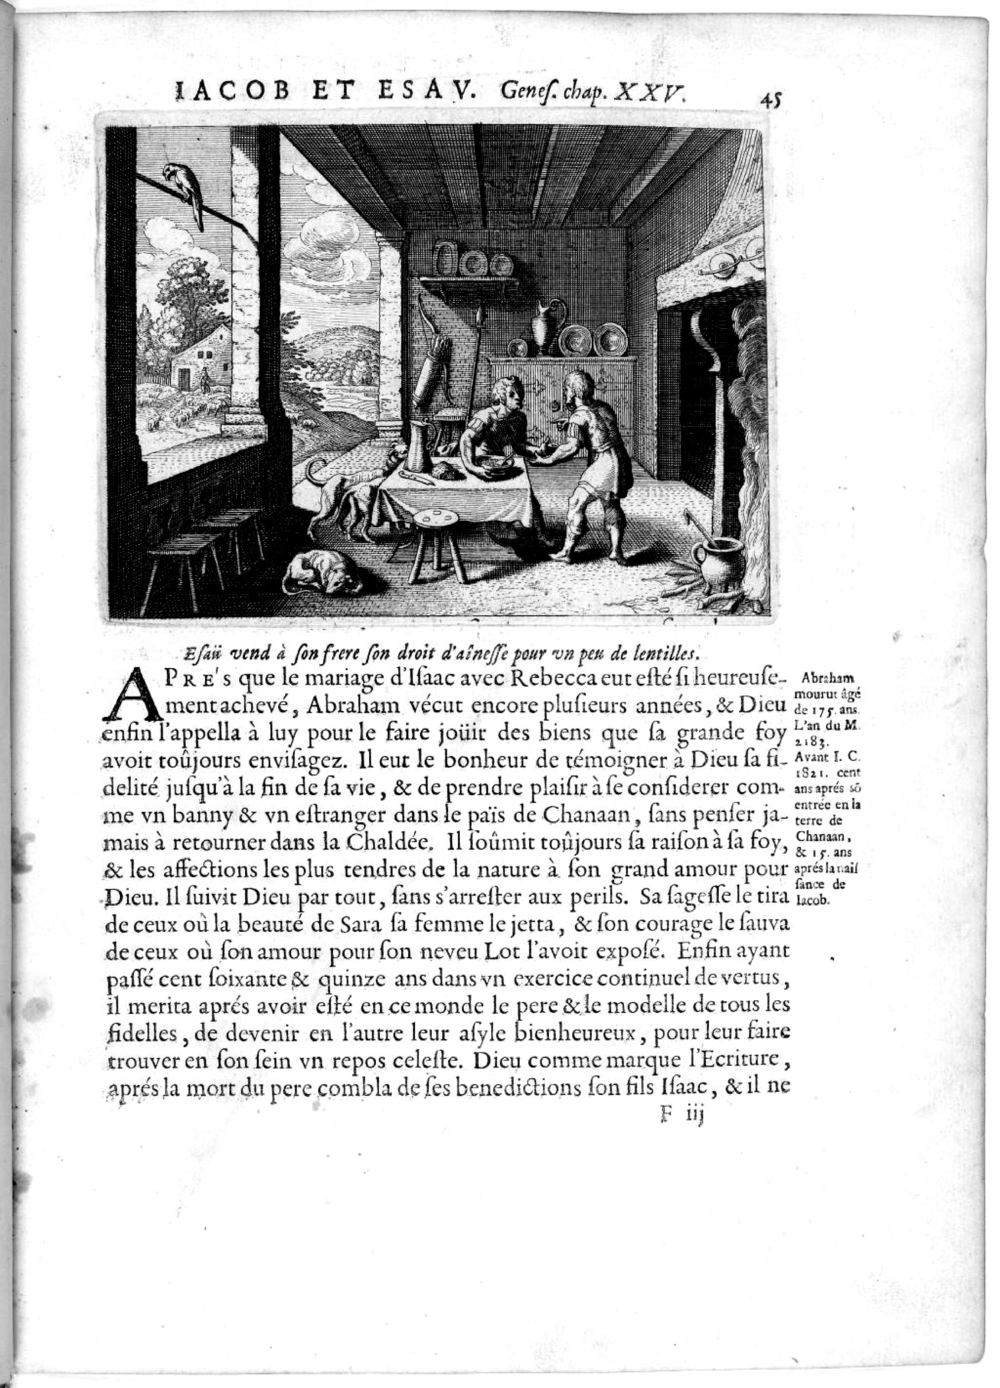 IACOB ET ESAV. Geneſ. chap. XXV.
45
Eſaü vend à ſon frere ſon droit d'aîneſſe pour vn peu de lentilles.
APRE'S que le mariage d'Iſaac avec Rebecca eut eſté ſi heureuſe-
ment achevé, Abraham vécut encore pluſieurs années, & Dieu
enfin l'appella à luy pour le faire joüir des biens que ſa grande foy
avoit toûjours enviſagez. Il eut le bonheur de témoigner à Dieu ſa fi-
delité juſqu'à la fin de ſa vie, & de prendre plaiſir à ſe conſiderer com-
me vn banny & vn eſtranger dans le païs de Chanaan, ſans penſer ja-
mais à retourner dans la Chaldée. Il ſoûmit toûjours ſa raiſon à ſa foy,
& les affections les plus tendres de la nature à ſon grand amour pour
Dieu. Il ſuivit Dieu par tout, ſans s'arreſter aux perils. Sa ſageſſe le tira
de ceux où la beauté de Sara ſa femme le jetta, & ſon courage le ſauva
de ceux où ſon amour pour ſon neveu Lot l'avoit expoſé. Enfin ayant
paſſé cent ſoixante & quinze ans dans vn exercice continuel de vertus,
il merita aprés avoir eſté en ce monde le pere & le modelle de tous les
fidelles, de devenir en l'autre leur aſyle bienheureux, pour leur faire
trouver en ſon ſein vn repos celeſte. Dieu comme marque l'Ecriture,
aprés la mort du pere combla de ſes benedictions ſon fils Iſaac, & il ne
F iij
Abraham
mourut âgé
de 175. ans.
L'an du M.
2183.
Avant I. C.
1821. cent
ans aprés sõ
entrée en la
terre de
Chanaan,
& 15. ans
aprés la naiſ
ſance de
Iacob.